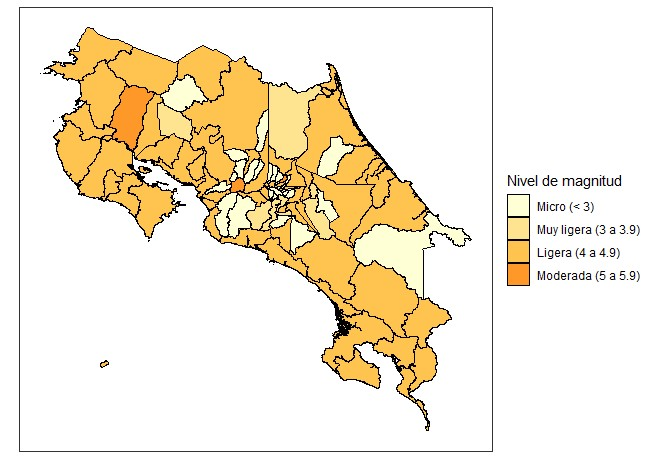 Nivel de magnitud
Micro (< 3)
Muy ligera (3 a 3.9)
Ligera (4 a 4.9)
Moderada (5 a 5.9)